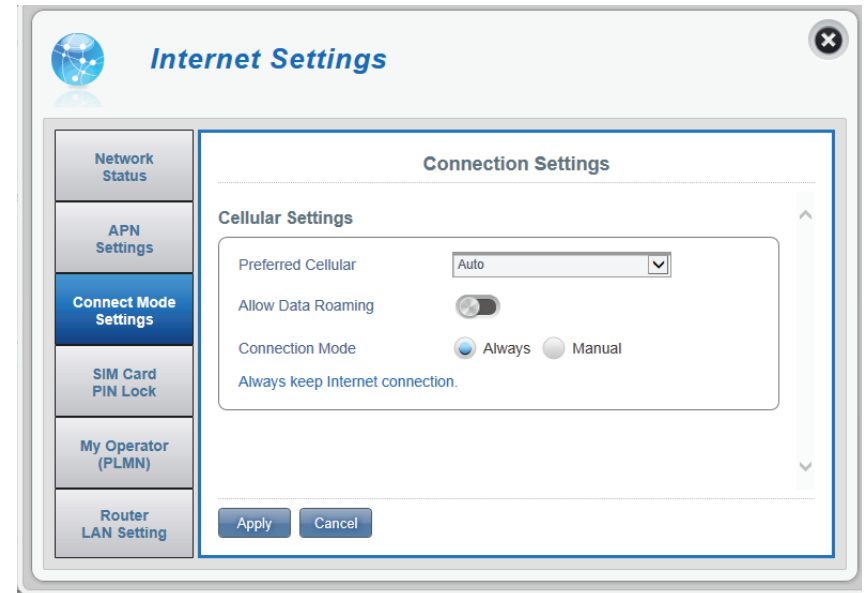 Internet Settings
Network
Status
APN
Settings
Connect Mode
Settings
SIM Card
PIN Lock
My Operator
(PLMN)
Router
LAN Setting
Connection Settings
Cellular Settings
Preferred Cellular
Auto
Allow Data Roaming
Connection Mode
Always
Manual
Always keep Internet connection.
Apply
Cancel